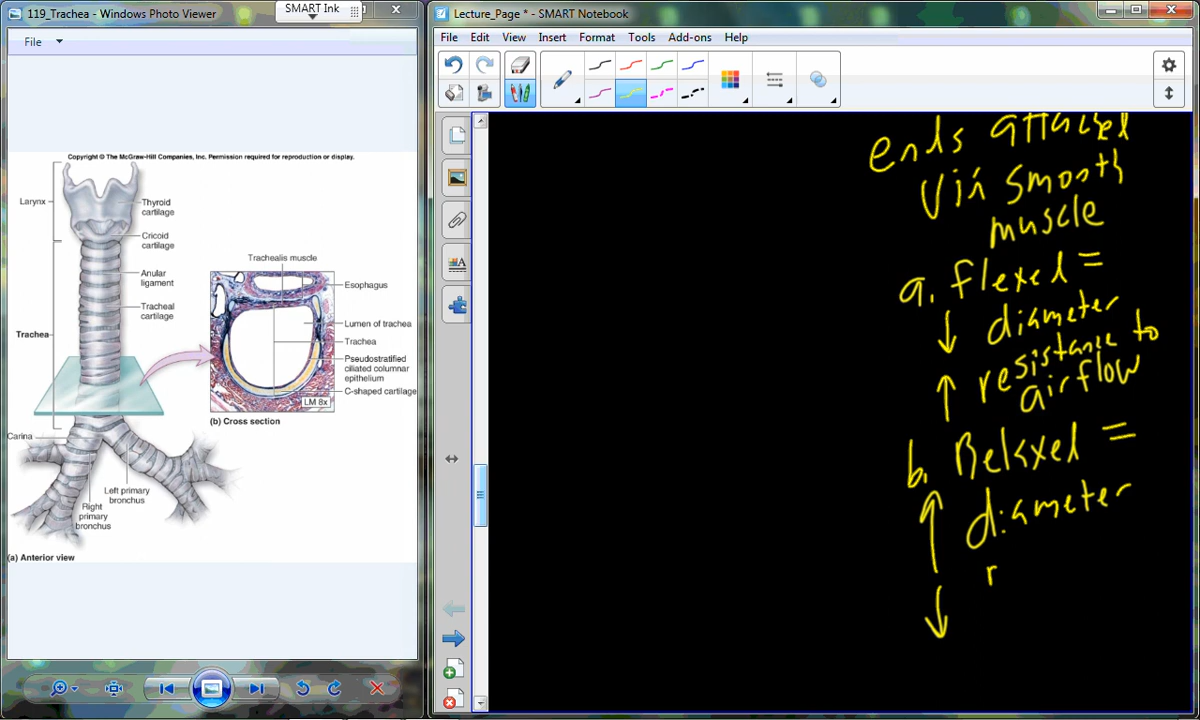 119_Trachea - Windows Photo Viewer
SMART Ink
File
Copyright © The McGraw-Hill Companies, Inc. Permission required for reproduction or display.
Larynx
Thyroid
cartilage
Cricoid
cartilage
Anular
ligament
Tracheal
cartilage
Trachea
Carina
Left primary
bronchus
Right
primary
bronchus
(a) Anterior view
Trachealis muscle
Esophagus
Lumen of trachea
Trachea
Pseudostratified
ciliated columnar
epithelium
C-shaped cartilage
LM 8x
(b) Cross section
Lecture_Page * - SMART Notebook
File Edit View Insert Format Tools Add-ons Help
ends attached
via smooth
muscle
a. flexed =
↓ diameter
↑ resistance to
airflow
b. Relaxed =
↑ diameter
↓ r